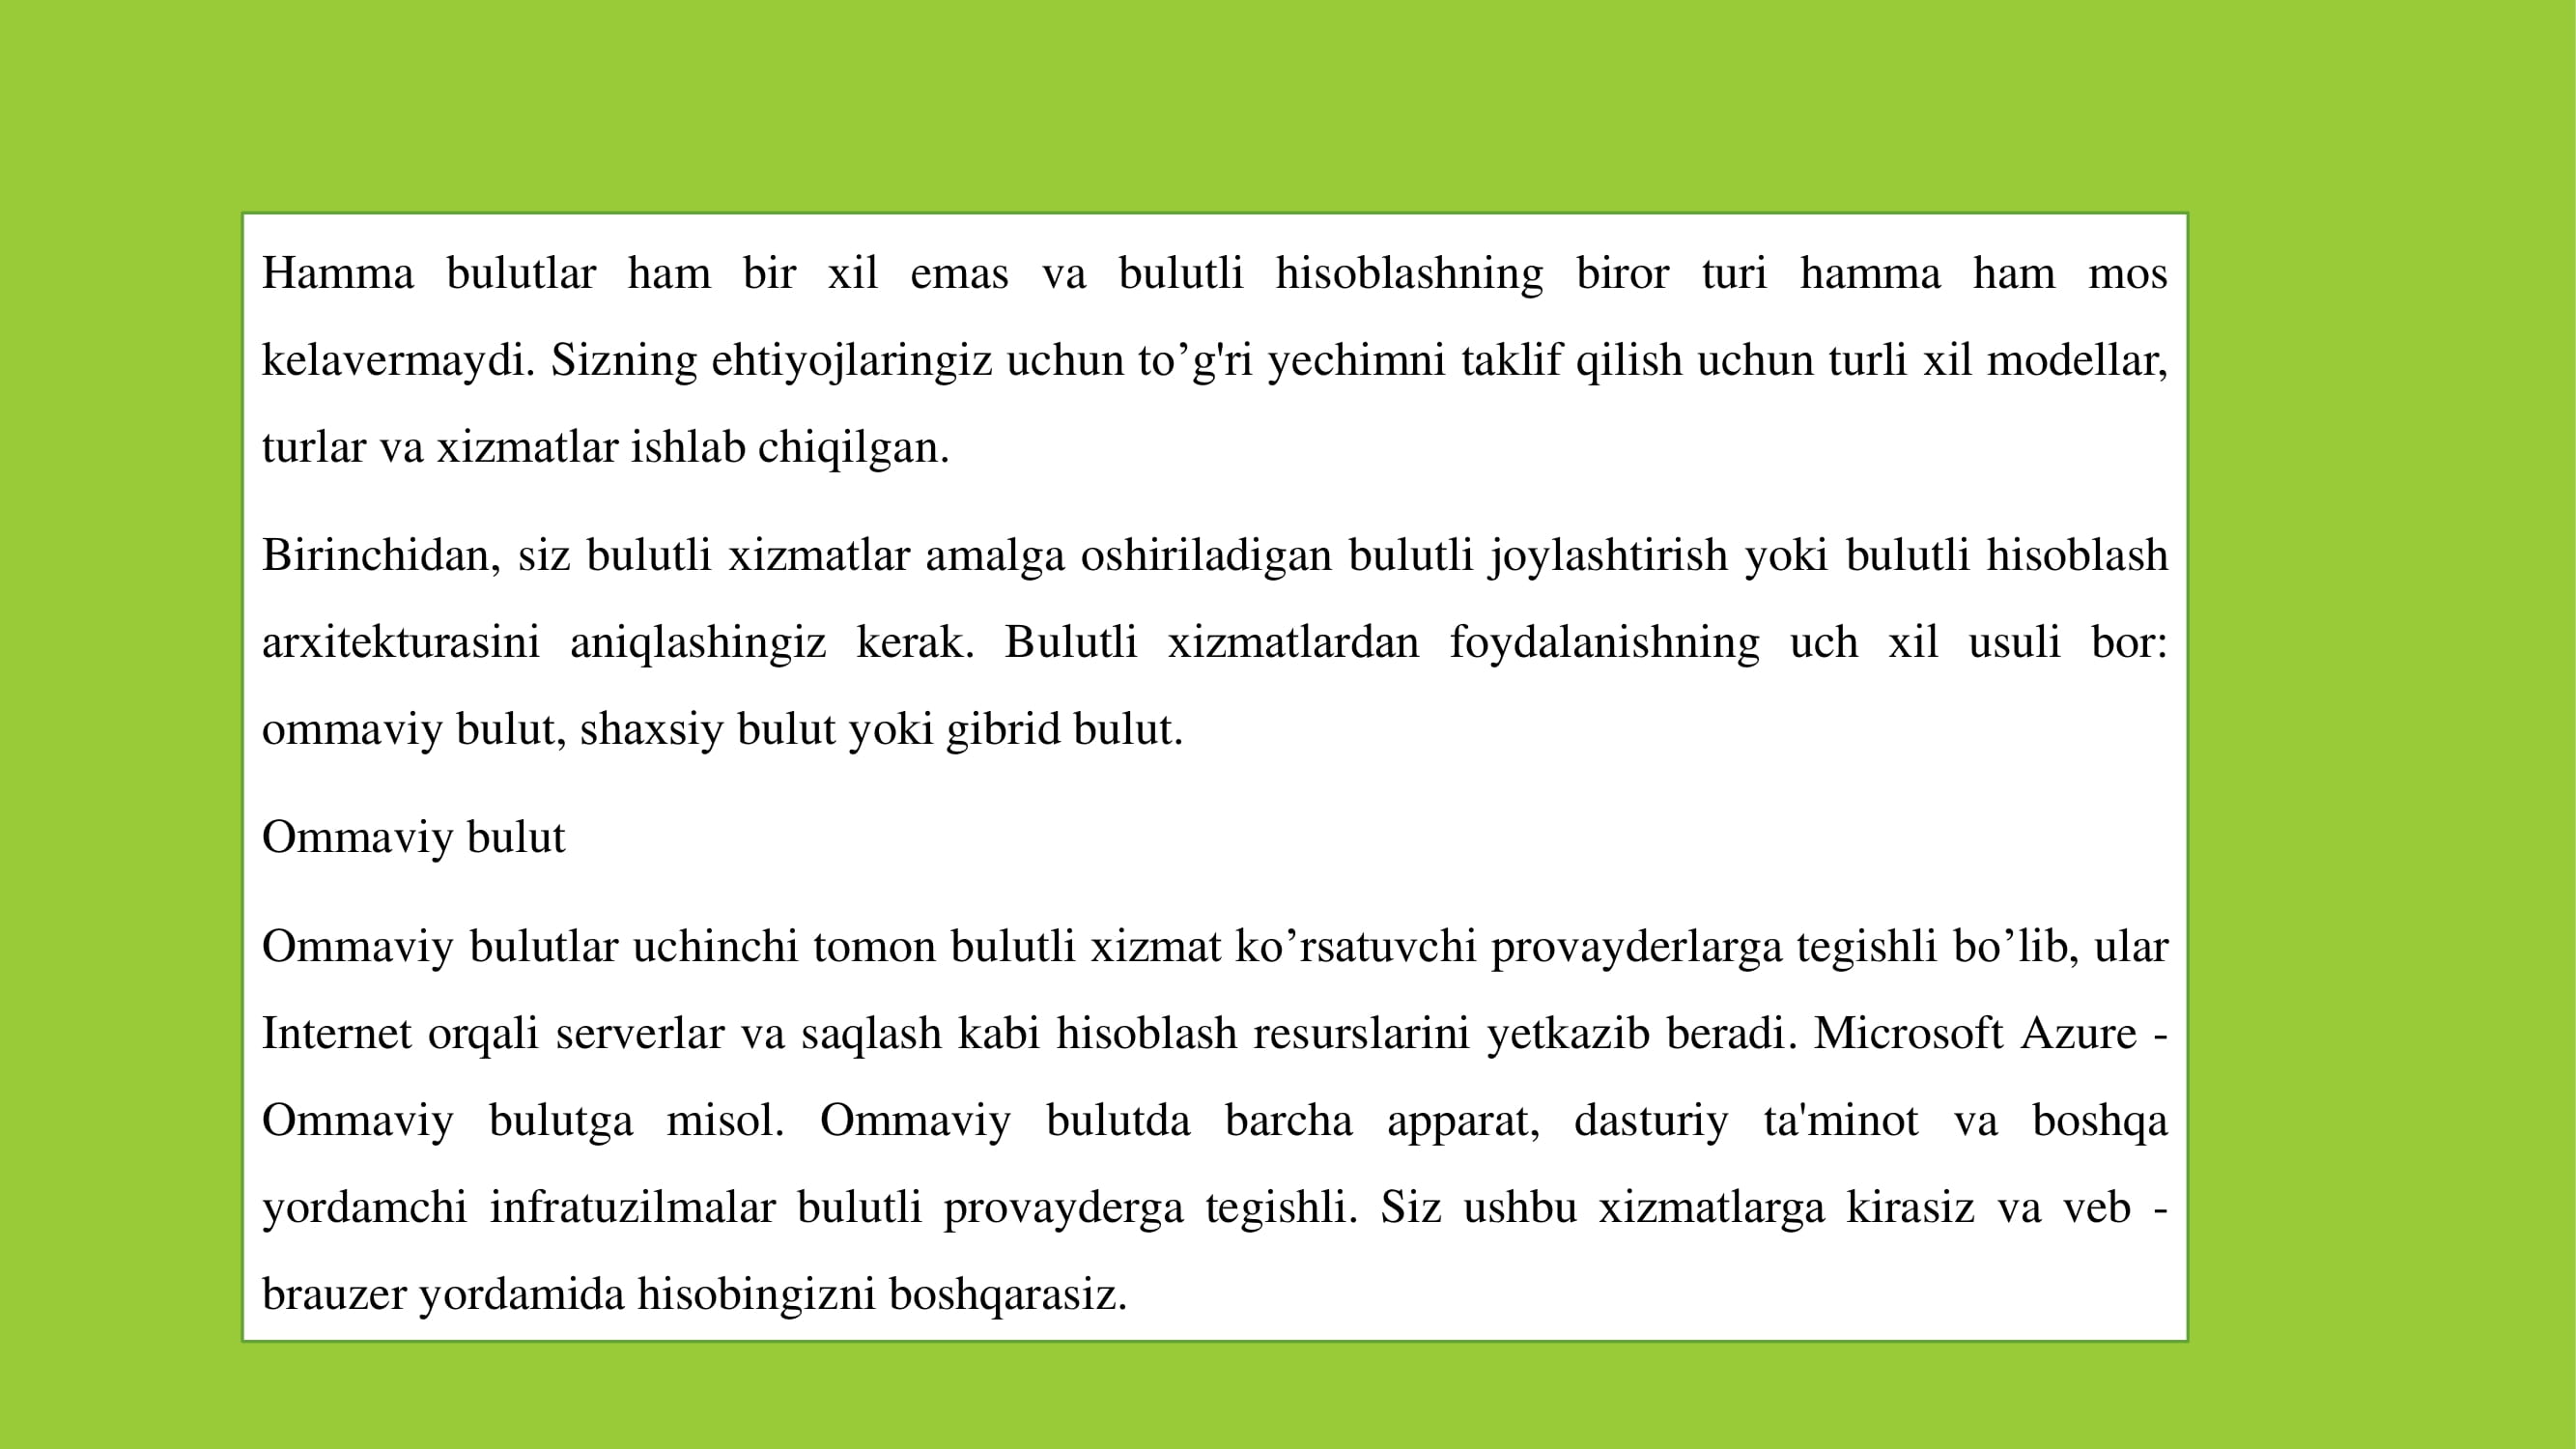 Hamma bulutlar ham bir xil emas va bulutli hisoblashning biror turi hamma ham mos
kelavermaydi. Sizning ehtiyojlaringiz uchun to’g'ri yechimni taklif qilish uchun turli xil modellar,
turlar va xizmatlar ishlab chiqilgan.
Birinchidan, siz bulutli xizmatlar amalga oshiriladigan bulutli joylashtirish yoki bulutli hisoblash
arxitekturasini aniqlashingiz kerak. Bulutli xizmatlardan foydalanishning uch xil usuli bor:
ommaviy bulut, shaxsiy bulut yoki gibrid bulut.
Ommaviy bulut
Ommaviy bulutlar uchinchi tomon bulutli xizmat ko’rsatuvchi provayderlarga tegishli bo’lib, ular
Internet orqali serverlar va saqlash kabi hisoblash resurslarini yetkazib beradi. Microsoft Azure -
Ommaviy bulutga misol. Ommaviy bulutda barcha apparat, dasturiy ta'minot va boshqa
yordamchi infratuzilmalar bulutli provayderga tegishli. Siz ushbu xizmatlarga kirasiz va veb -
brauzer yordamida hisobingizni boshqarasiz.